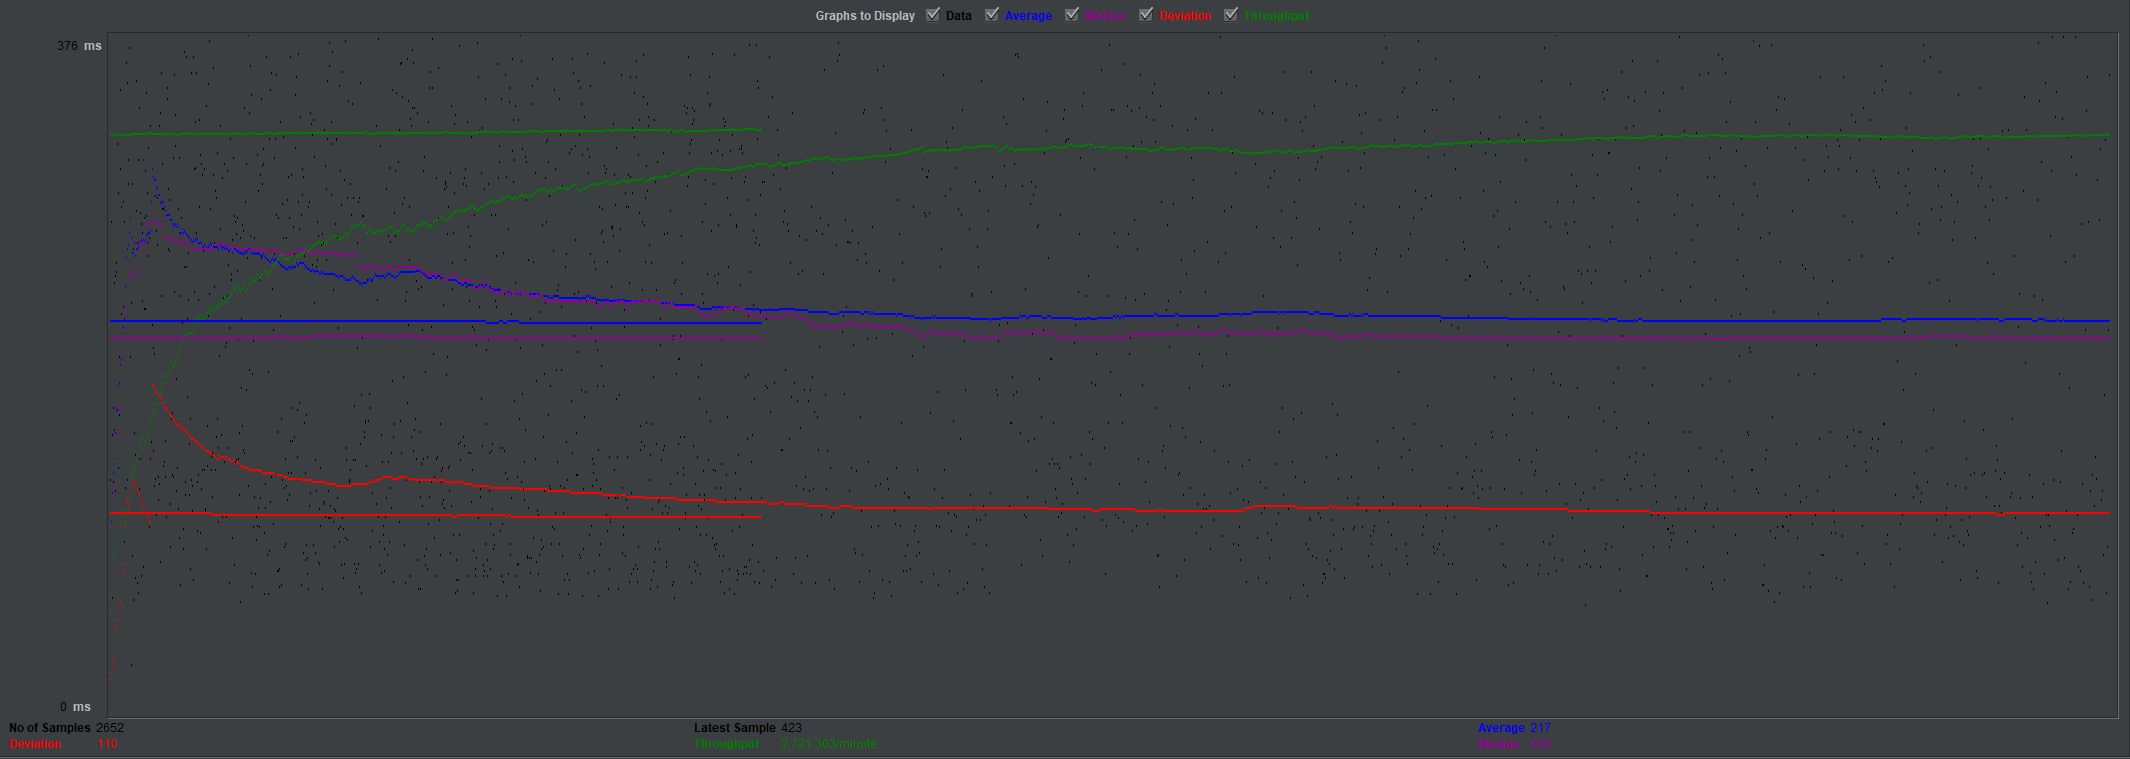 Graphs to Display Data Average Median Deviation Throughput
376 ms
0 ms
No of Samples 2652 Latest Sample 423 Average 217
Deviation 110 Throughput 2,721.303/minute Median